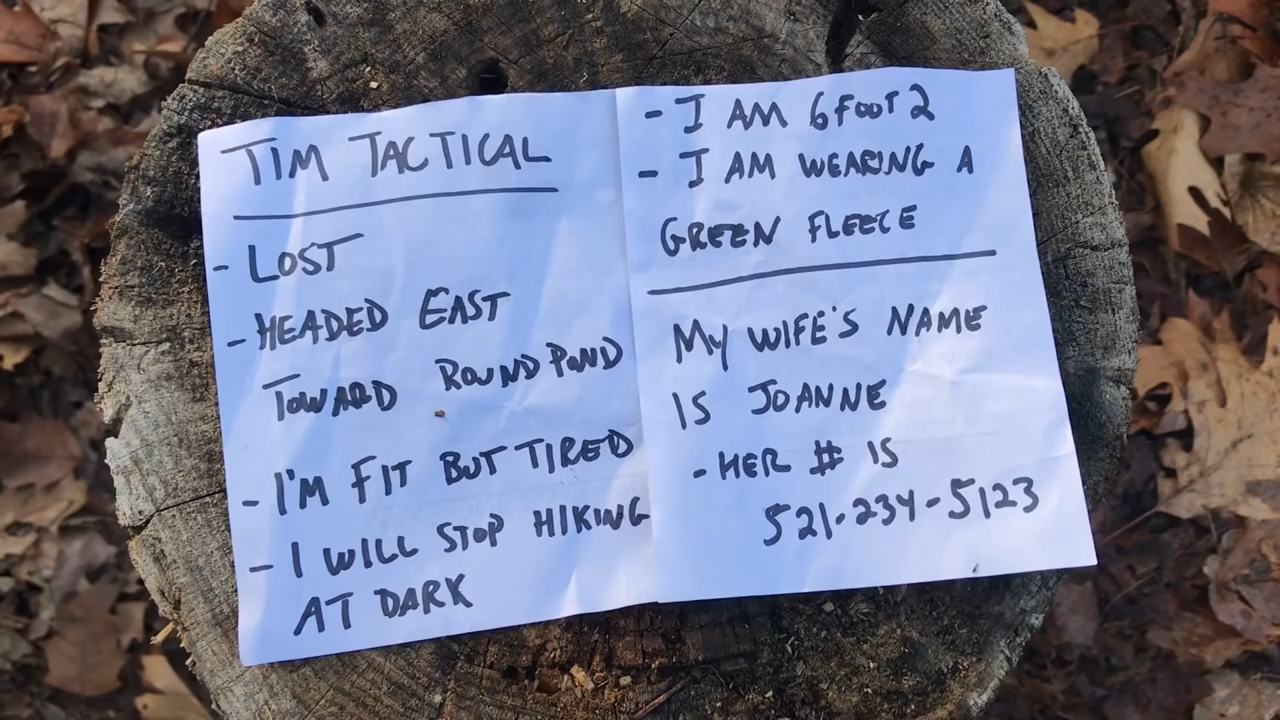 TIM TACTICAL
- LOST
- HEADED EAST
TOWARD ROUND POND
- I'M FIT BUT TIRED
- I WILL STOP HIKING
AT DARK
- I AM 6 FOOT 2
- I AM WEARING A
GREEN FLEECE
MY WIFE'S NAME
IS JOANNE
- HER # IS
521-234-5123